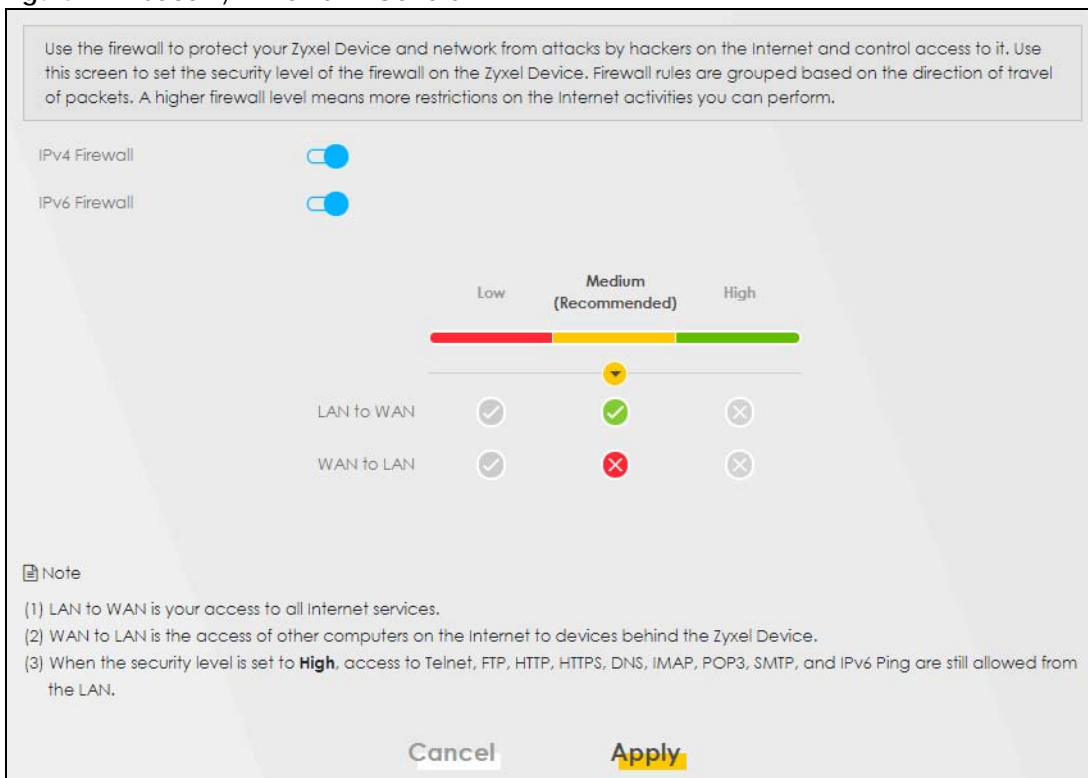 Use the firewall to protect your Zyxel Device and network from attacks by hackers on the Internet and control access to it. Use
this screen to set the security level of the firewall on the Zyxel Device. Firewall rules are grouped based on the direction of travel
of packets. A higher firewall level means more restrictions on the Internet activities you can perform.
IPv4 Firewall
IPv6 Firewall
Low
Medium
(Recommended)
High
LAN to WAN
WAN to LAN
Note
(1) LAN to WAN is your access to all Internet services.
(2) WAN to LAN is the access of other computers on the Internet to devices behind the Zyxel Device.
(3) When the security level is set to High, access to Telnet, FTP, HTTP, HTTPS, DNS, IMAP, POP3, SMTP, and IPv6 Ping are still allowed from
the LAN.
Cancel
Apply